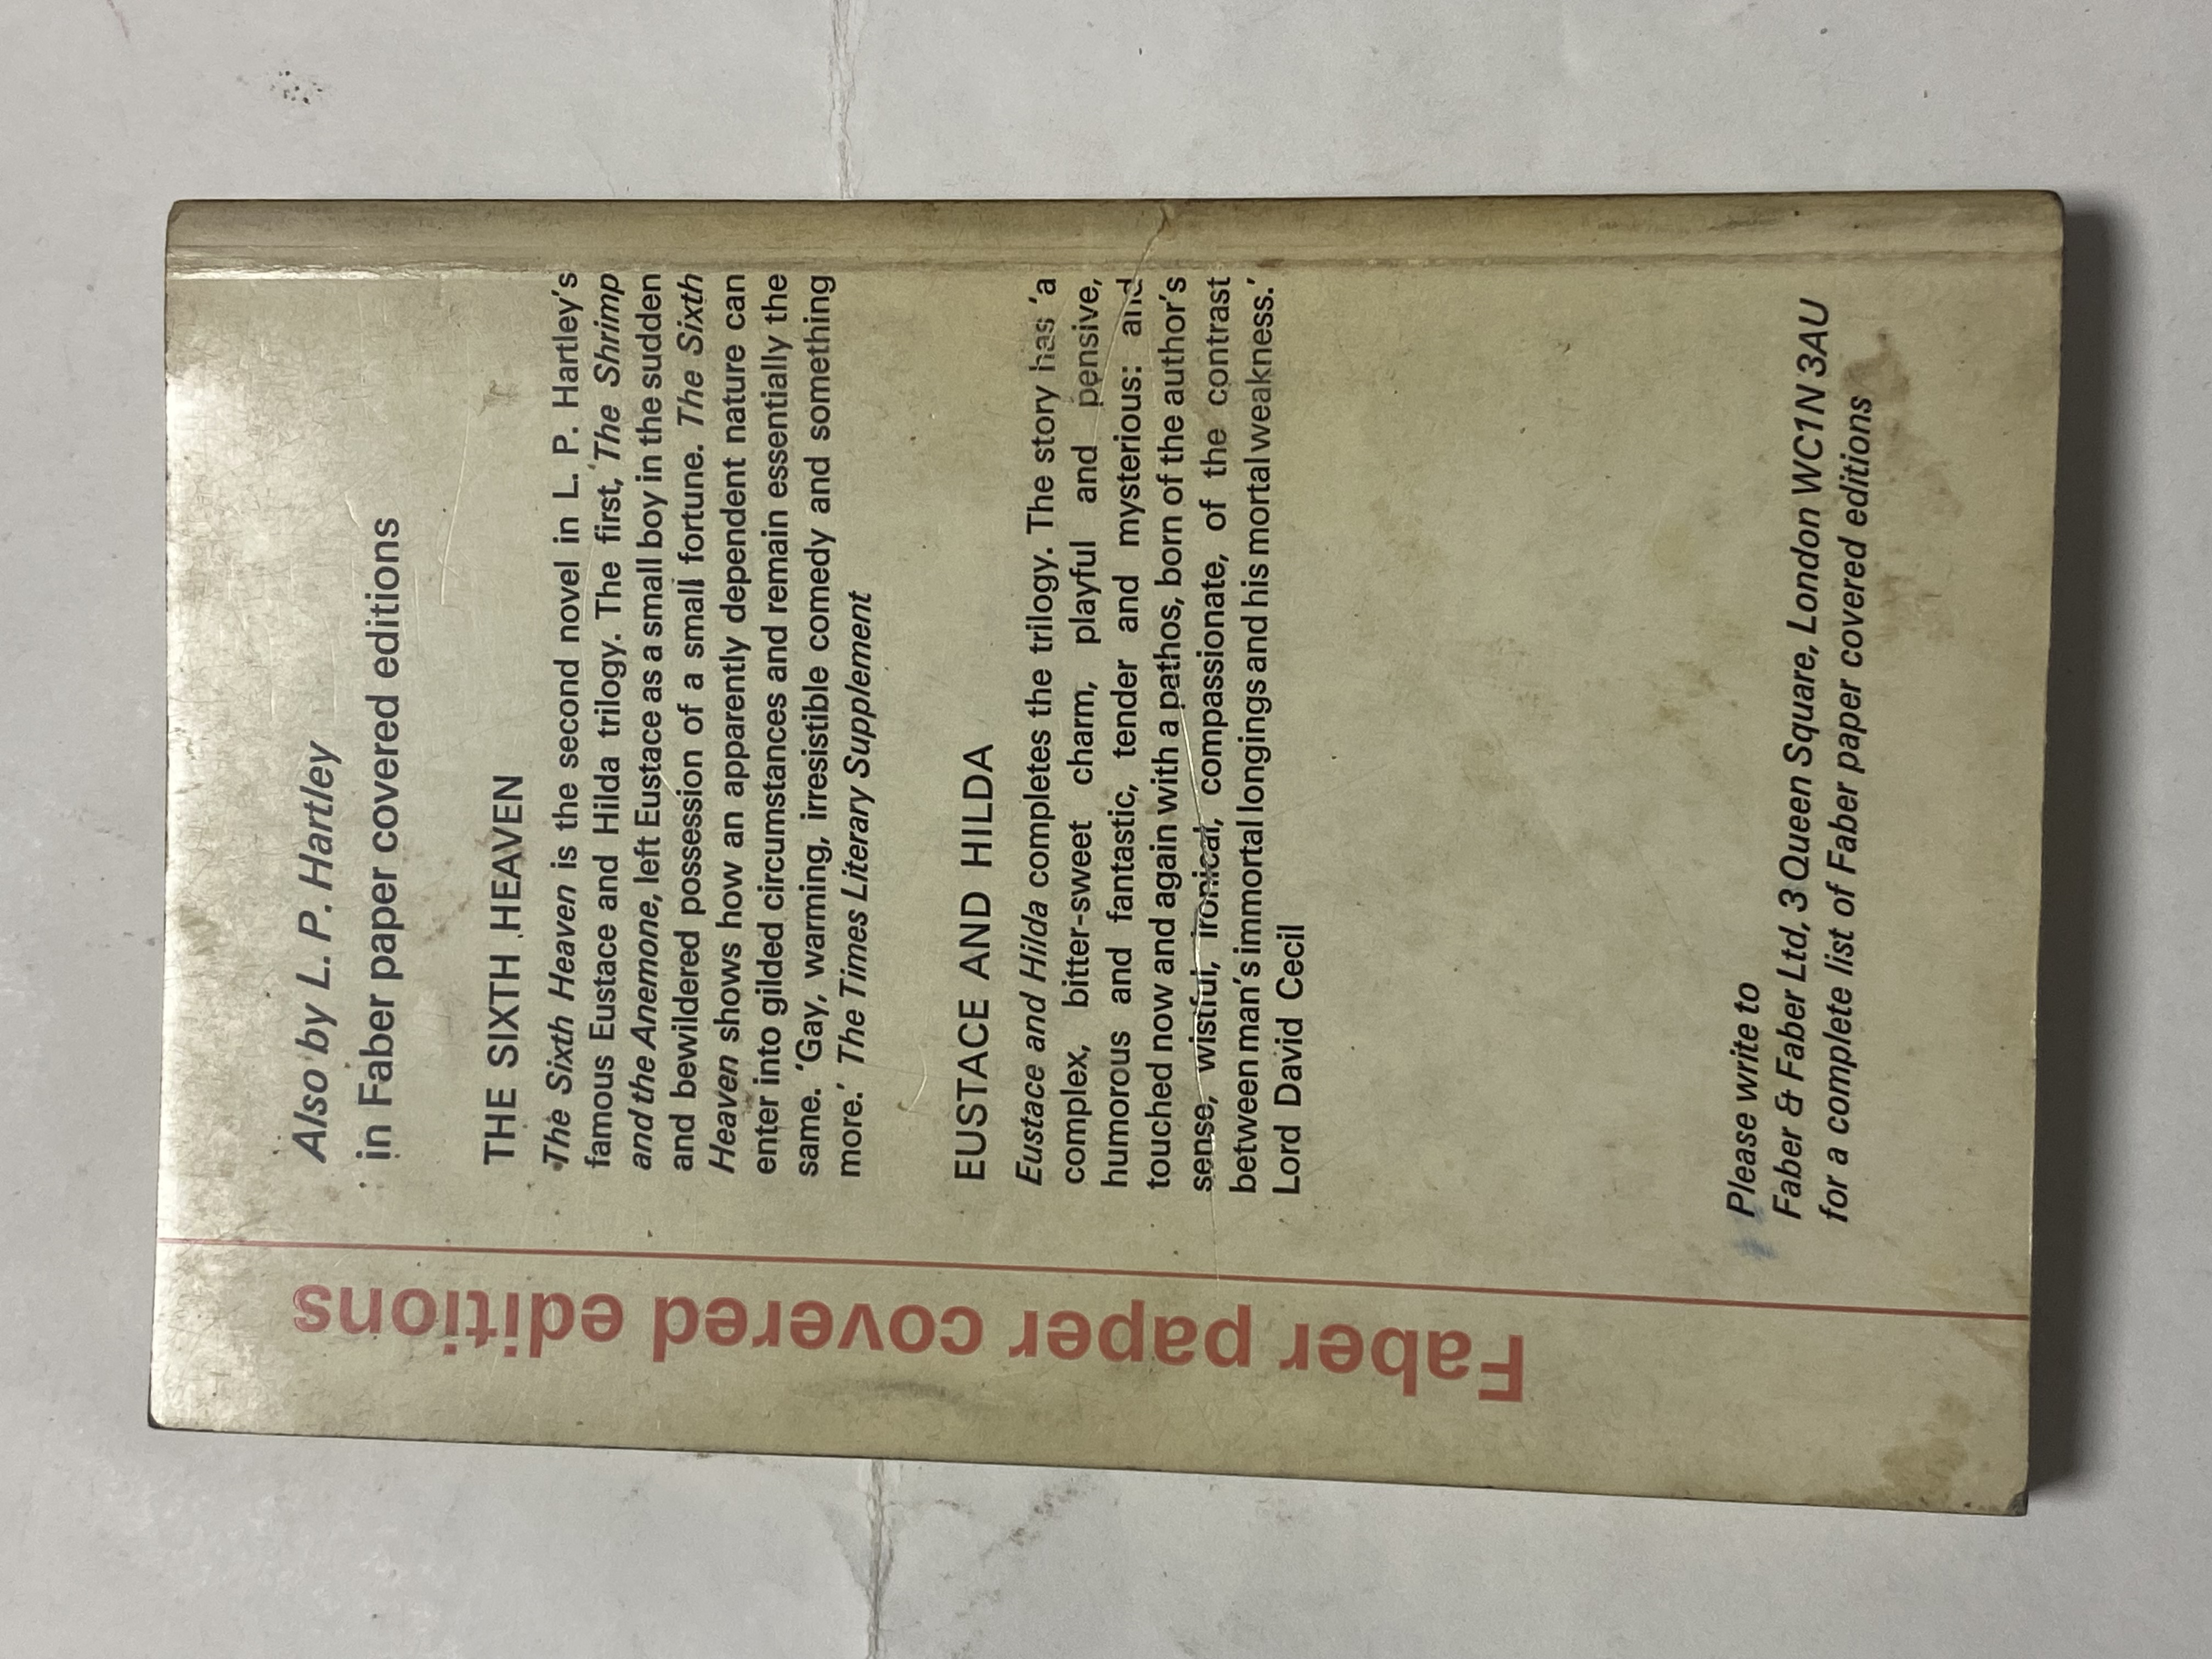 Faber paper covered editions
Also by L. P. Hartley
in Faber paper covered editions
THE SIXTH HEAVEN
The Sixth Heaven is the second novel in L. P. Hartley's
famous Eustace and Hilda trilogy. The first, The Shrimp
and the Anemone, left Eustace as a small boy in the sudden
and bewildered possession of a small fortune. The Sixth
Heaven shows how an apparently dependent nature can
enter into gilded circumstances and remain essentially the
same. ‘Gay, warming, irresistible comedy and something
more.’ The Times Literary Supplement
EUSTACE AND HILDA
Eustace and Hilda completes the trilogy. The story has ‘a
complex, bitter-sweet charm, playful and pensive,
humorous and fantastic, tender and mysterious: and
touched now and again with a pathos, born of the author's
sense, wistful, ironical, compassionate, of the contrast
between man's immortal longings and his mortal weakness.’
Lord David Cecil
Please write to
Faber & Faber Ltd, 3 Queen Square, London WC1N 3AU
for a complete list of Faber paper covered editions